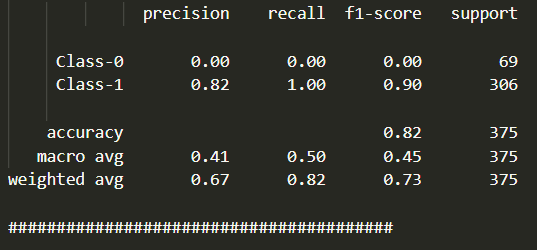 precision recall f1-score support
Class-0 0.00 0.00 0.00 69
Class-1 0.82 1.00 0.90 306
accuracy 0.82 375
macro avg 0.41 0.50 0.45 375
weighted avg 0.67 0.82 0.73 375
########################################